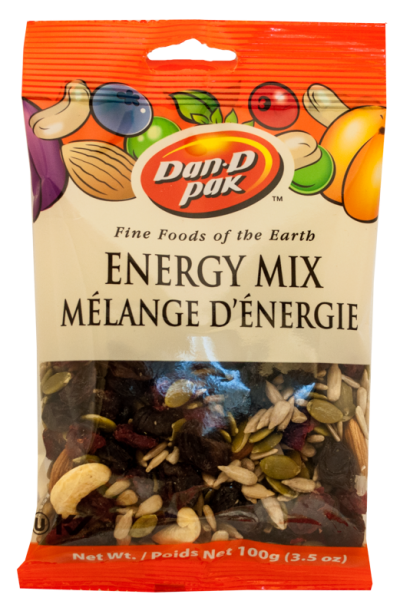 Dan-D
pak
TM
Fine Foods of the Earth
ENERGY MIX
MÉLANGE D'ÉNERGIE
U
Net Wt. / Poids Net 100g (3.5 oz)